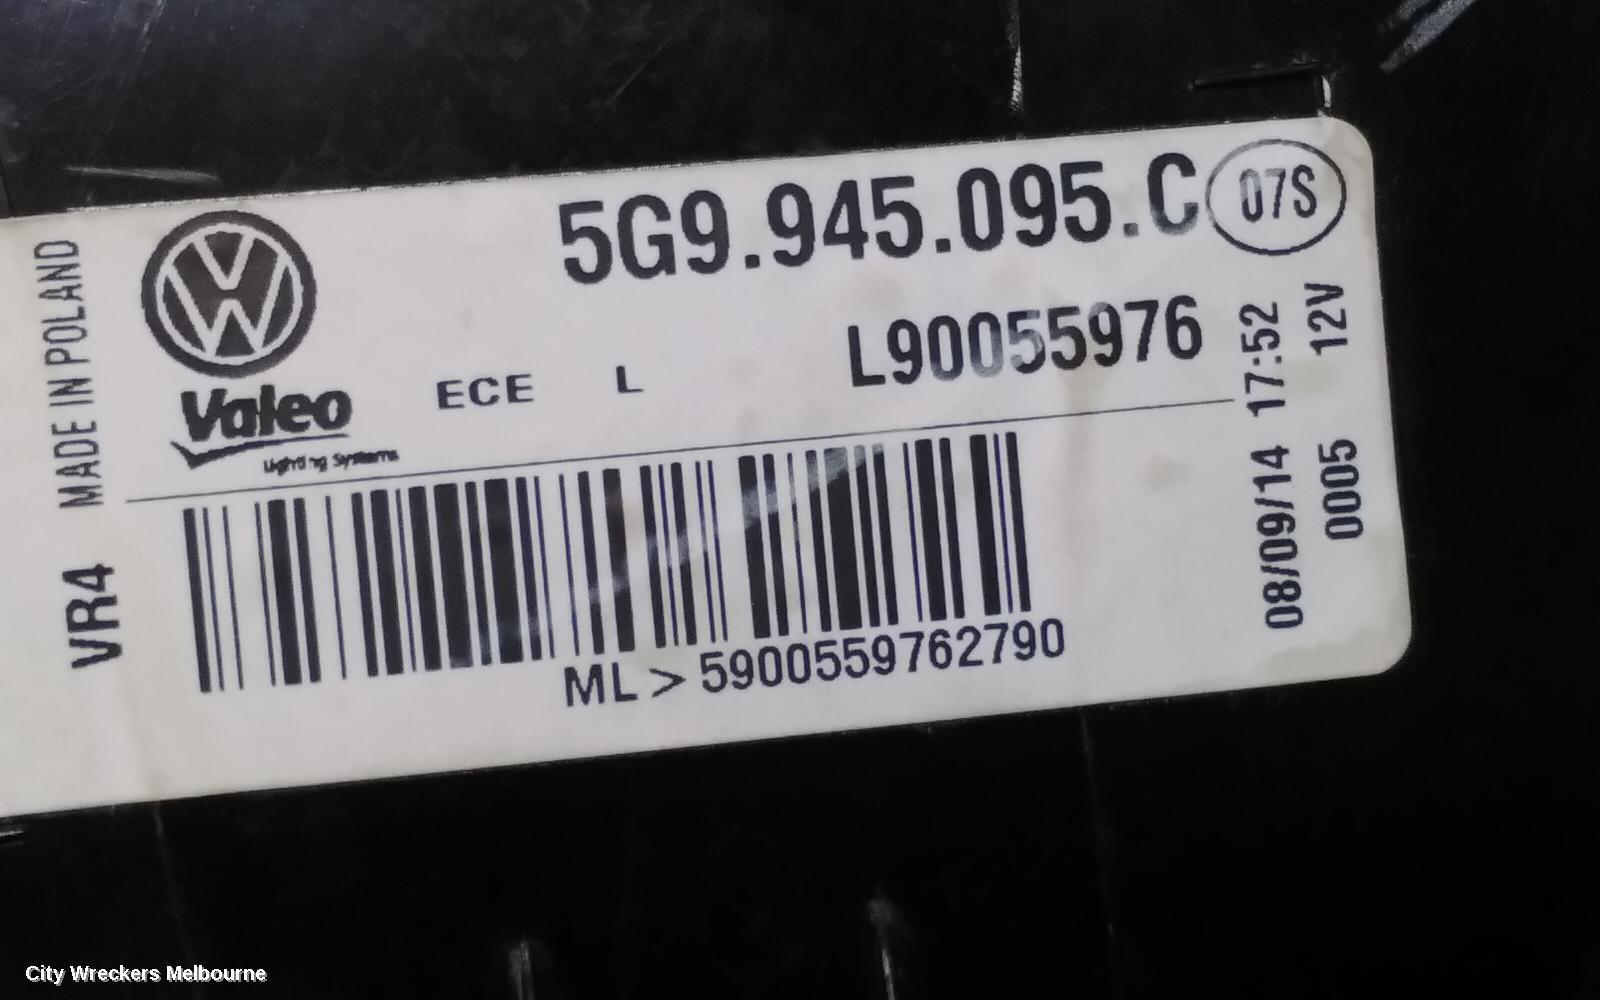 5G9.945.095.C 07S
L90055976
Valeo
Lighting Systems
ECE L
MADE IN POLAND
VR4
ML>5900559762790
08/09/14 17:52
0005 12V
City Wreckers Melbourne